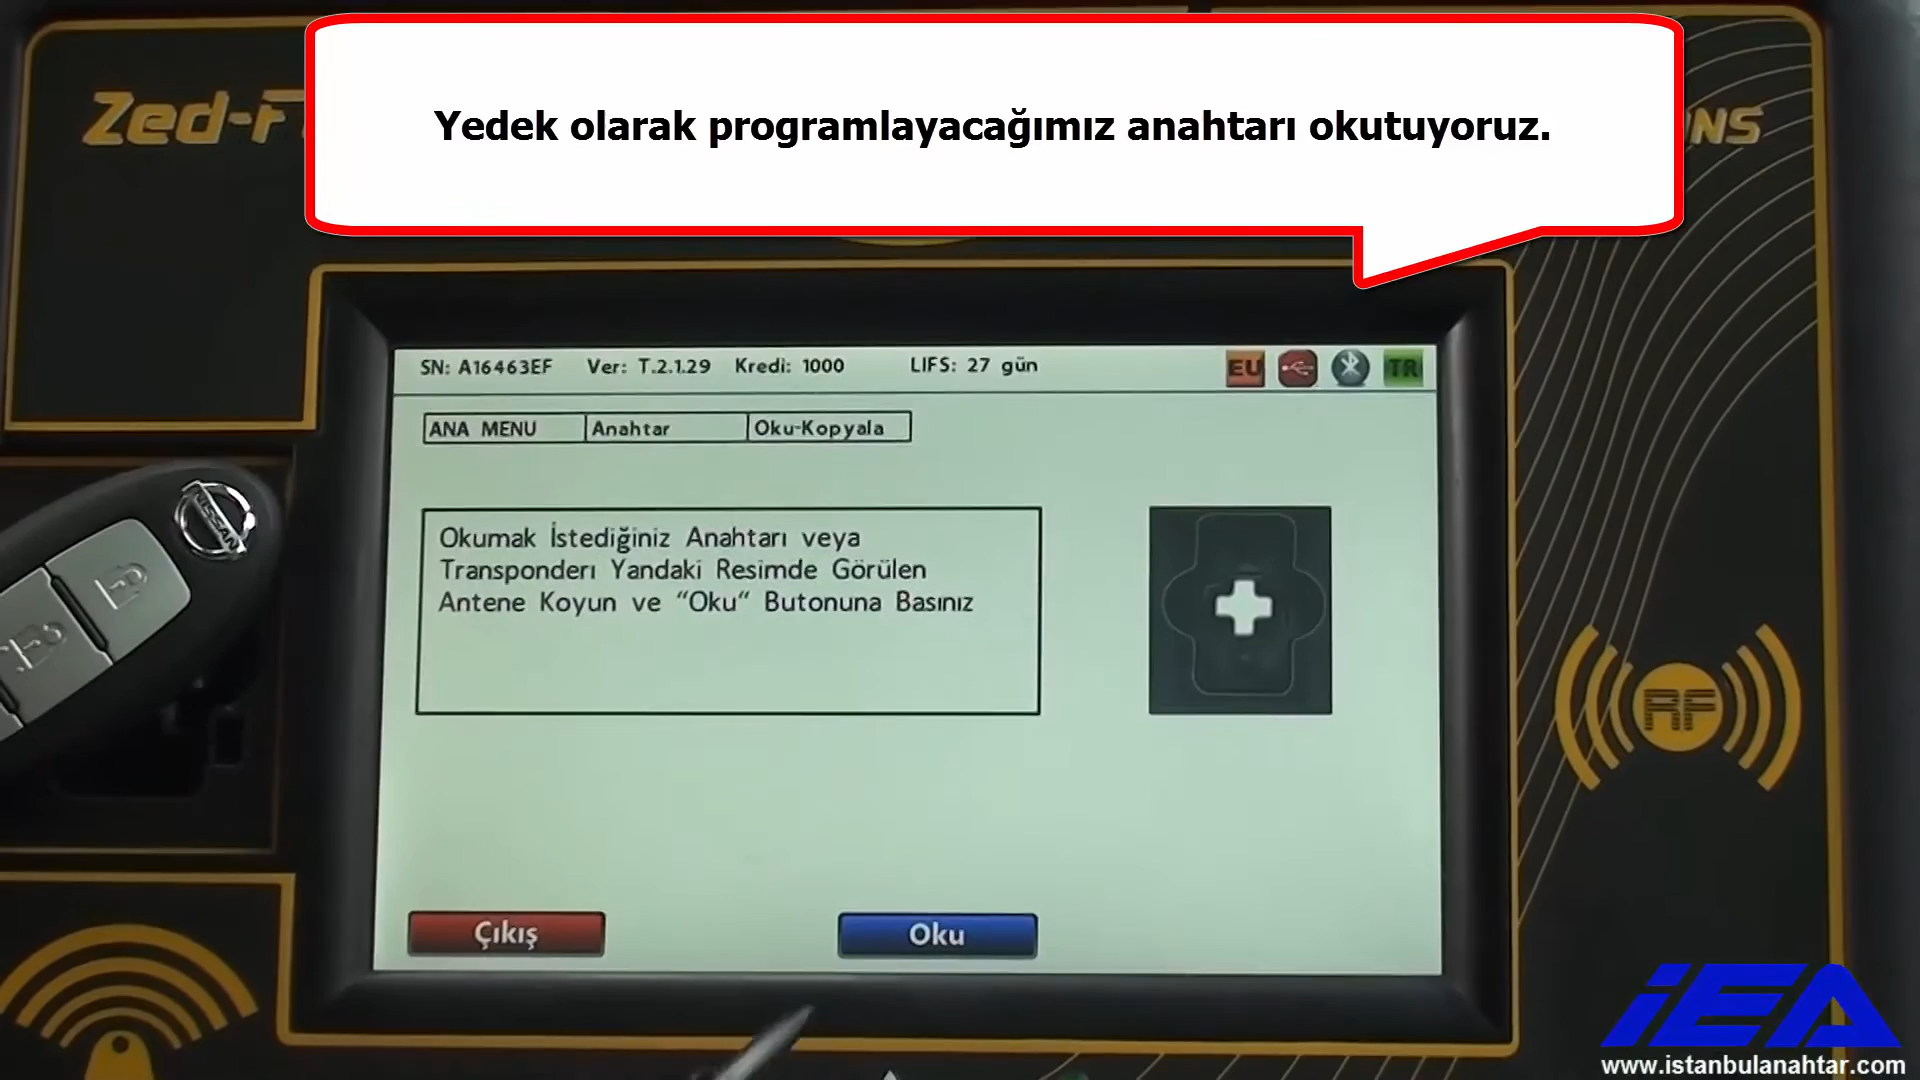 Yedek olarak programlayacağımız anahtarı okutuyoruz.
Zed-F
NS
SN: A16463EF Ver: T.2.1.29 Kredi: 1000 LIFS: 27 gün EU TR
ANA MENU Anahtar Oku-Kopyala
NISSAN
Okumak İstediğiniz Anahtarı veya
Transponderı Yandaki Resimde Görülen
Antene Koyun ve “Oku“ Butonuna Basınız
RF
Çıkış Oku
iEA
www.istanbulanahtar.com